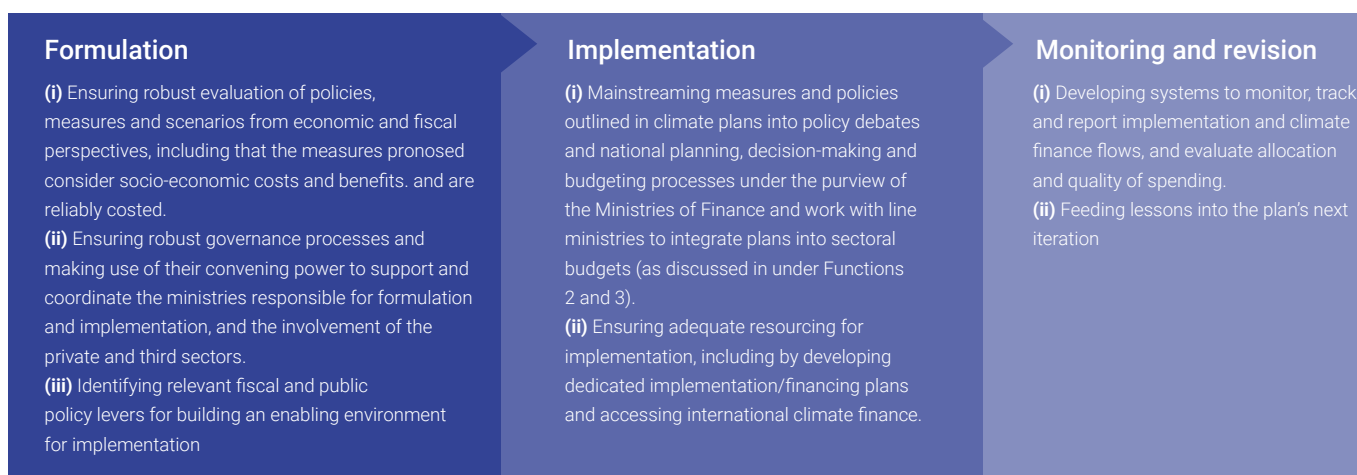 Formulation
(i) Ensuring robust evaluation of policies,
measures and scenarios from economic and fiscal
perspectives, including that the measures pronosed
consider socio-economic costs and benefits. and are
reliably costed.
(ii) Ensuring robust governance processes and
making use of their convening power to support and
coordinate the ministries responsible for formulation
and implementation, and the involvement of the
private and third sectors.
(iii) Identifying relevant fiscal and public
policy levers for building an enabling environment
for implementation
Implementation
(i) Mainstreaming measures and policies
outlined in climate plans into policy debates
and national planning, decision-making and
budgeting processes under the purview of
the Ministries of Finance and work with line
ministries to integrate plans into sectoral
budgets (as discussed in under Functions
2 and 3).
(ii) Ensuring adequate resourcing for
implementation, including by developing
dedicated implementation/financing plans
and accessing international climate finance.
Monitoring and revision
(i) Developing systems to monitor, track
and report implementation and climate
finance flows, and evaluate allocation
and quality of spending.
(ii) Feeding lessons into the plan's next
iteration